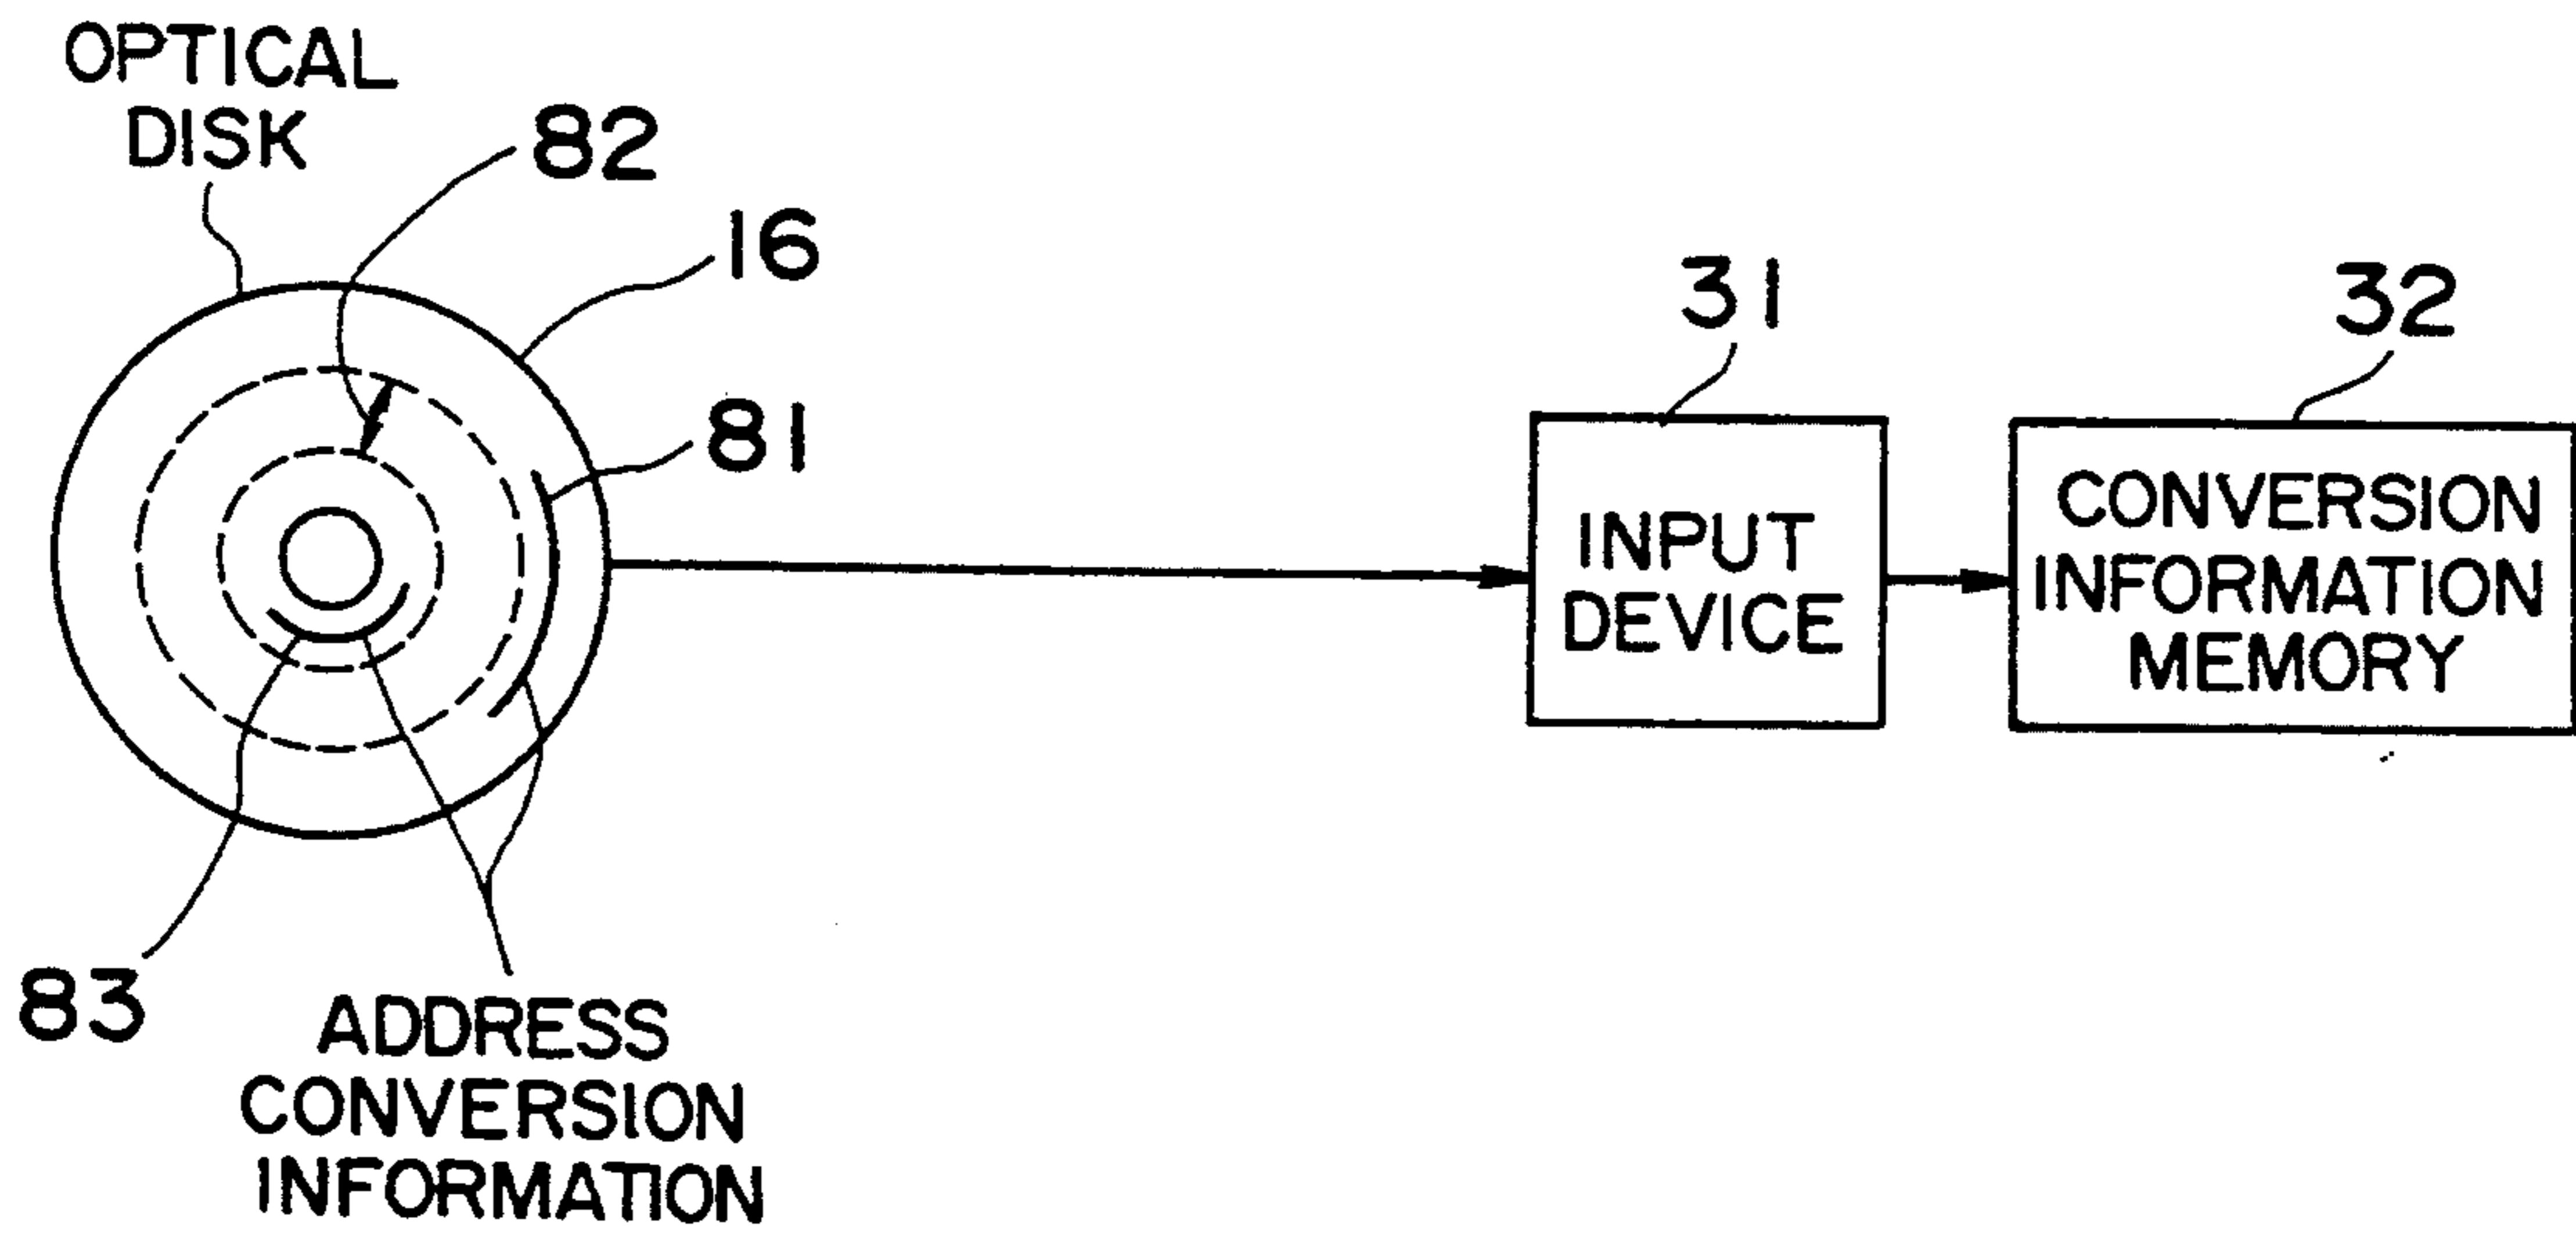 OPTICAL
DISK
82
16
81
31
32
INPUT
DEVICE
CONVERSION
INFORMATION
MEMORY
83
ADDRESS
CONVERSION
INFORMATION